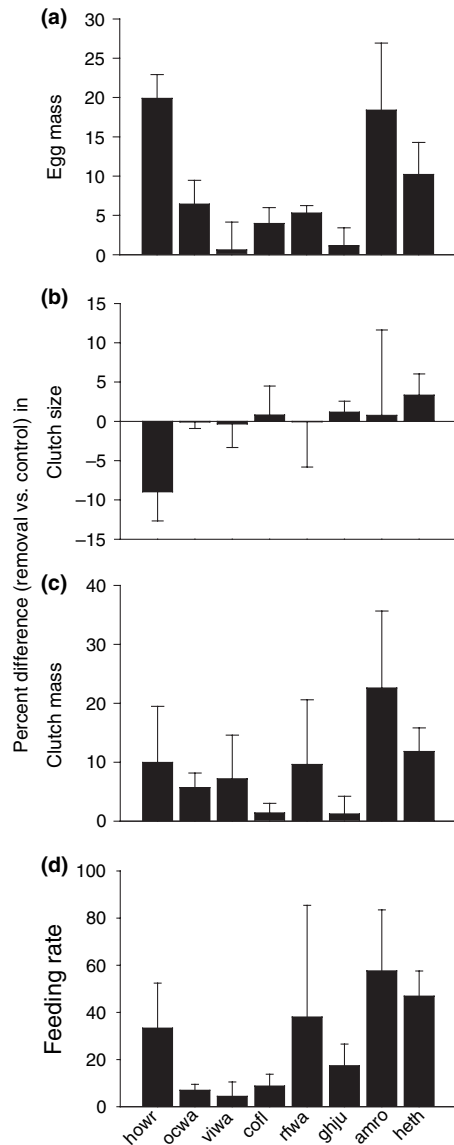 Percent difference (removal vs. control) in
(a)
Egg mass
30
25
20
15
10
5
0
(b)
Clutch size
15
10
5
0
–5
–10
–15
(c)
Clutch mass
40
30
20
10
0
(d)
Feeding rate
100
80
60
40
20
0
howr ocwa viwa cofl rfwa ghju amro heth